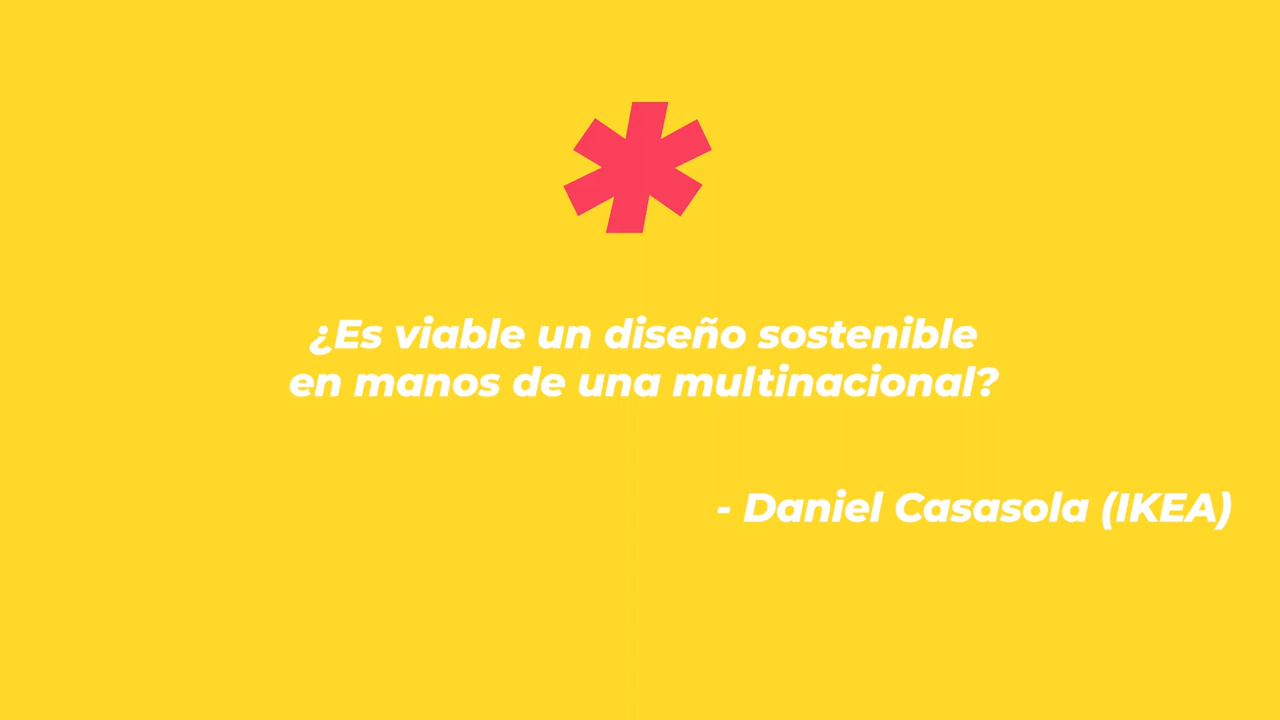 ¿Es viable un diseño sostenible
en manos de una multinacional?
- Daniel Casasola (IKEA)